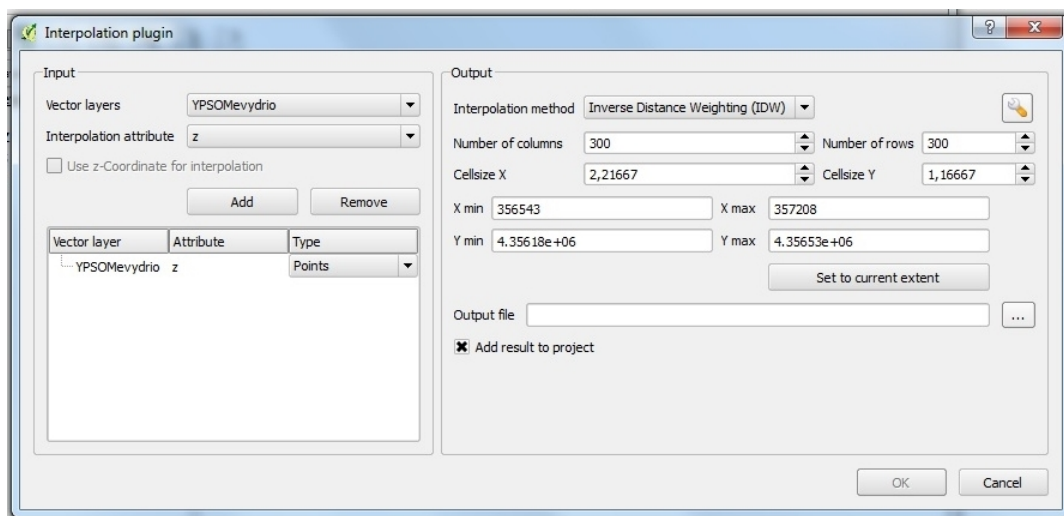 Interpolation plugin
Input
Vector layers YPSOMevydrio
Interpolation attribute z
Use z-Coordinate for interpolation
Add Remove
Vector layer Attribute Type
YPSOMevydrio z Points
Output
Interpolation method Inverse Distance Weighting (IDW)
Number of columns 300 Number of rows 300
Cellsize X 2,21667 Cellsize Y 1,16667
X min 356543 X max 357208
Y min 4.35618e+06 Y max 4.35653e+06
Set to current extent
Output file ...
Add result to project
OK Cancel